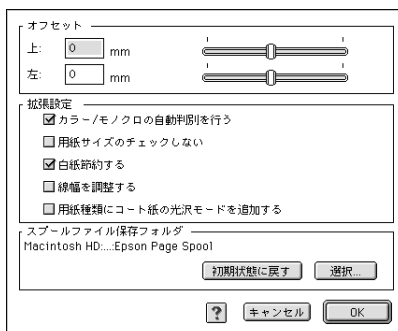 オフセット
上: 0 mm
左: 0 mm
拡張設定
カラー/モノクロの自動判別を行う
用紙サイズのチェックしない
白紙節約する
線幅を調整する
用紙種類にコート紙の光沢モードを追加する
スプールファイル保存フォルダ
Macintosh HD:...:Epson Page Spool
初期状態に戻す 選択...
? キャンセル OK